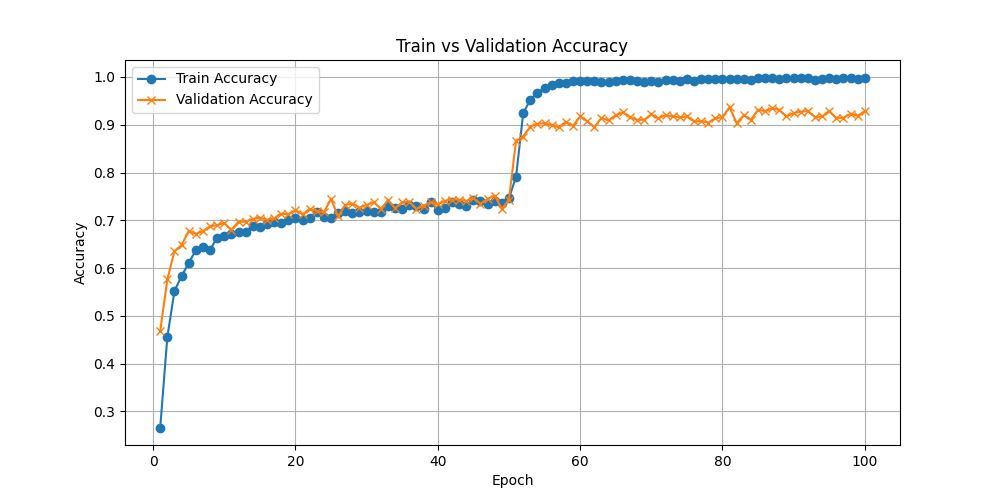 Train vs Validation Accuracy
Train Accuracy
Validation Accuracy
1.0
0.9
0.8
0.7
0.6
0.5
0.4
0.3
Accuracy
0 20 40 60 80 100
Epoch